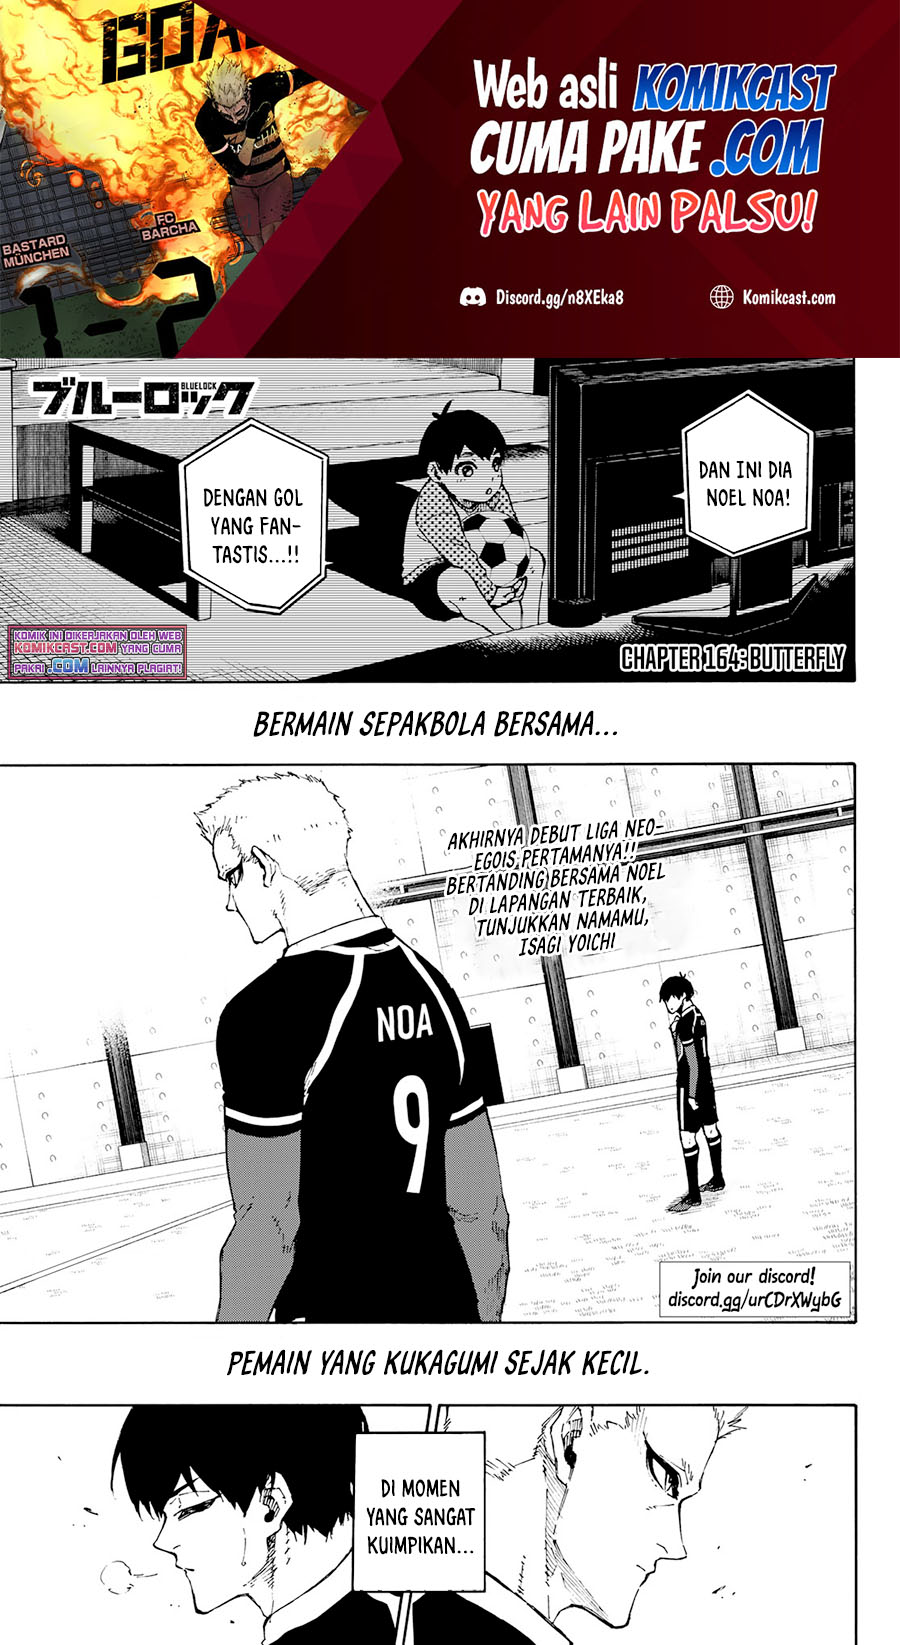 GOAL
Web asli KOMIKCAST
CUMA PAKE .COM
YANG LAIN PALSU!
BARCHA
FC
BARCHA
BASTARD
MÜNCHEN
1-2
Discord.gg/n8XEka8
Komikcast.com
ブルーロック
BLUELOCK
DAN INI DIA
NOEL NOA!
DENGAN GOL
YANG FAN-
TASTIS...!!
KOMIK INI DIKERJAKAN OLEH WEB
KOMIKCAST.COM YANG CUMA
PAKAI .COM LAINNYA PLAGIAT!
CHAPTER 164: BUTTERFLY
BERMAIN SEPAKBOLA BERSAMA...
AKHIRNYA DEBUT LIGA NEO-
EGOIS PERTAMANYA!!
BERTANDING BERSAMA NOEL
DI LAPANGAN TERBAIK,
TUNJUKKAN NAMAMU,
ISAGI YOICHI
NOA
9
Join our discord!
discord.gg/urCDrXWybG
PEMAIN YANG KUKAGUMI SEJAK KECIL.
DI MOMEN
YANG SANGAT
KUIMPIKAN...